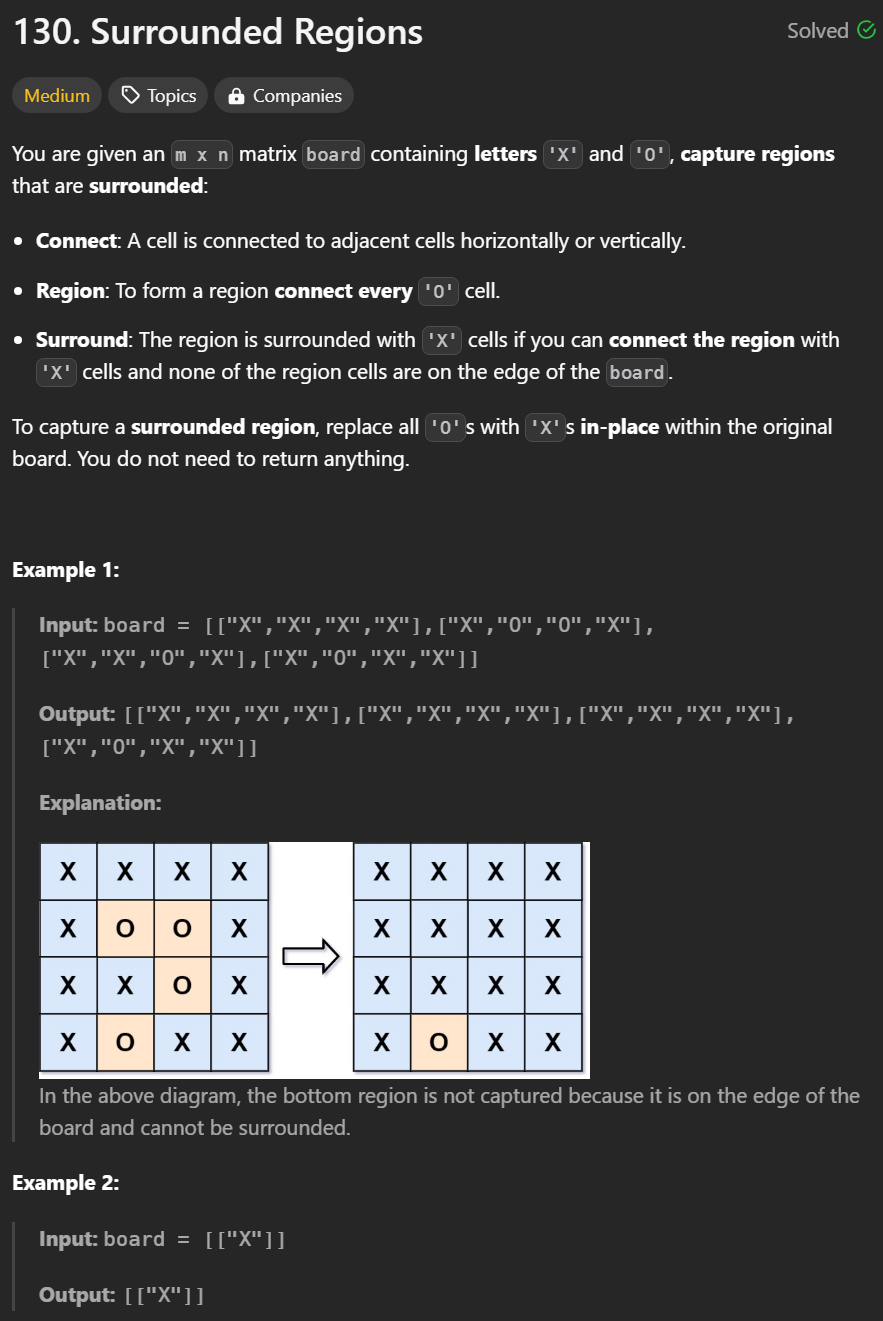 130. Surrounded Regions
Solved
Medium
Topics
Companies
You are given an m x n matrix board containing letters 'X' and 'O', capture regions
that are surrounded:
• Connect: A cell is connected to adjacent cells horizontally or vertically.
• Region: To form a region connect every 'O' cell.
• Surround: The region is surrounded with 'X' cells if you can connect the region with
'X' cells and none of the region cells are on the edge of the board.
To capture a surrounded region, replace all 'O's with 'X's in-place within the original
board. You do not need to return anything.
Example 1:
Input: board = [["X","X","X","X"],["X","O","O","X"],
["X","X","O","X"],["X","O","X","X"]]
Output: [["X","X","X","X"],["X","X","X","X"],["X","X","X","X"],
["X","O","X","X"]]
Explanation:
X X X X X X X X
X O O X X X X X
X X O X X X X X
X O X X X O X X
In the above diagram, the bottom region is not captured because it is on the edge of the
board and cannot be surrounded.
Example 2:
Input: board = [["X"]]
Output: [["X"]]